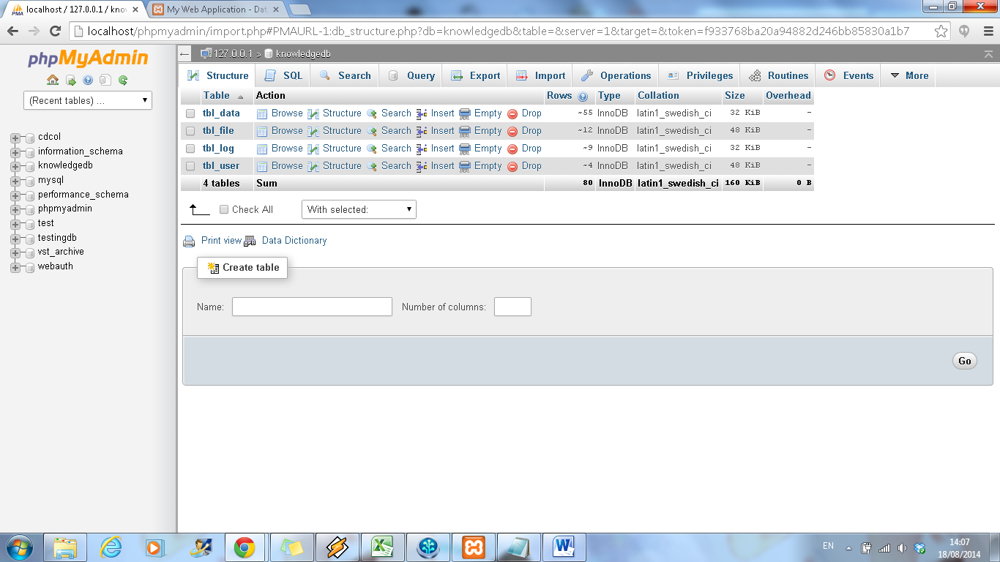 localhost / 127.0.0.1 / know
My Web Application - Dat
localhost/phpmyadmin/import.php#PMAURL-1:db_structure.php?db=knowledgedb&table=&server=1&target=&token=f933768ba20a94882d246bb85830a1b7
phpMyAdmin
(Recent tables) ...
cdcol
information_schema
knowledgedb
mysql
performance_schema
phpmyadmin
test
testingdb
vst_archive
webauth
127.0.0.1 » knowledgedb
Structure SQL Search Query Export Import Operations Privileges Routines Events More
Table Action Rows Type Collation Size Overhead
tbl_data Browse Structure Search Insert Empty Drop ~55 InnoDB latin1_swedish_ci 32 KiB -
tbl_file Browse Structure Search Insert Empty Drop ~12 InnoDB latin1_swedish_ci 48 KiB -
tbl_log Browse Structure Search Insert Empty Drop ~9 InnoDB latin1_swedish_ci 32 KiB -
tbl_user Browse Structure Search Insert Empty Drop ~4 InnoDB latin1_swedish_ci 48 KiB -
4 tables Sum 80 InnoDB latin1_swedish_ci 160 KiB 0 B
Check All With selected:
Print view Data Dictionary
Create table
Name: Number of columns:
Go
EN 14:07
18/08/2014